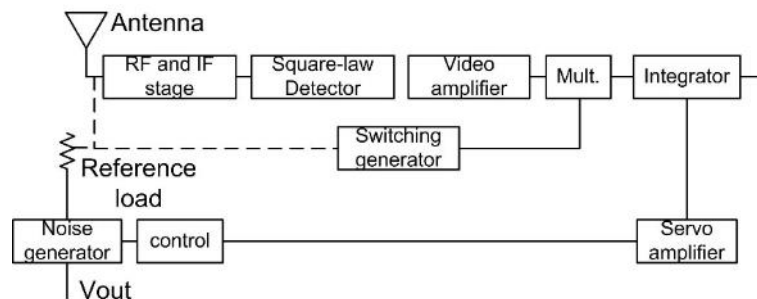 Antenna
RF and IF
stage
Square-law
Detector
Video
amplifier
Mult.
Integrator
Switching
generator
Reference
load
Noise
generator
control
Servo
amplifier
Vout